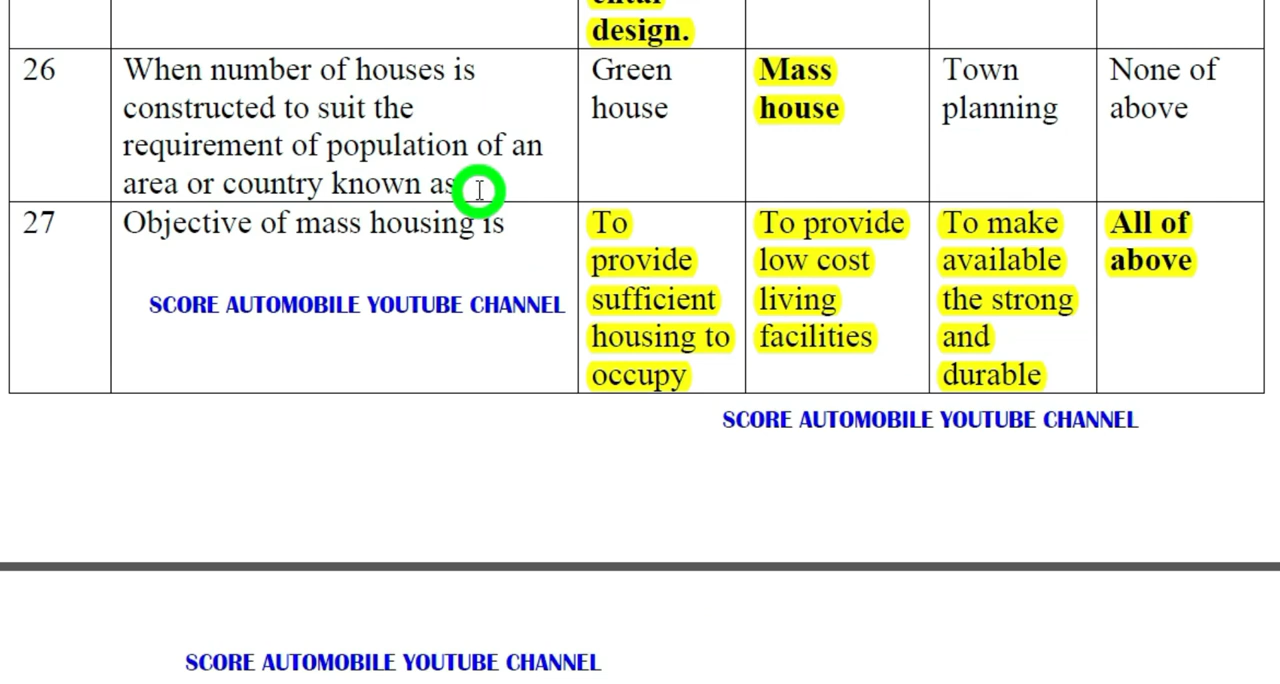 design.
26 When number of houses is Green Mass Town None of
constructed to suit the house house planning above
requirement of population of an
area or country known as
27 Objective of mass housing is To To provide To make All of
provide low cost available above
SCORE AUTOMOBILE YOUTUBE CHANNEL sufficient living the strong
housing to facilities and
occupy durable
SCORE AUTOMOBILE YOUTUBE CHANNEL
SCORE AUTOMOBILE YOUTUBE CHANNEL